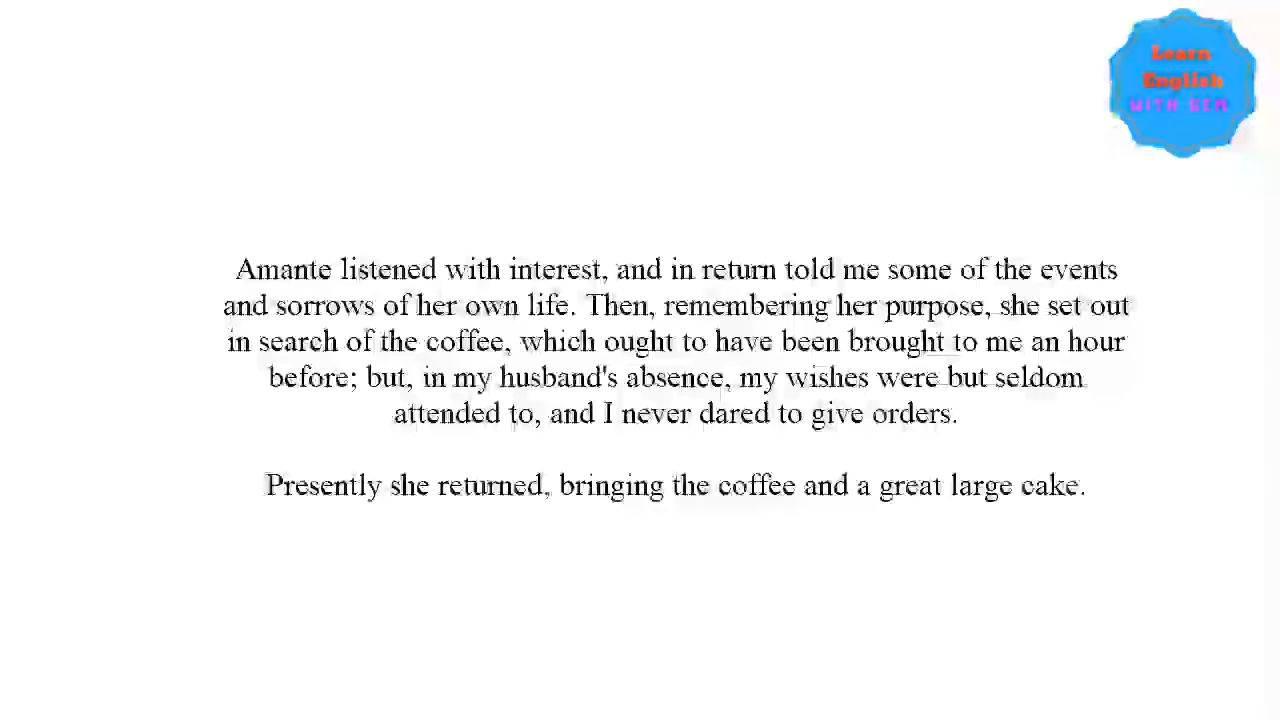 Learn
English
WITH GEM
Amante listened with interest, and in return told me some of the events
and sorrows of her own life. Then, remembering her purpose, she set out
in search of the coffee, which ought to have been brought to me an hour
before; but, in my husband's absence, my wishes were but seldom
attended to, and I never dared to give orders.
Presently she returned, bringing the coffee and a great large cake.